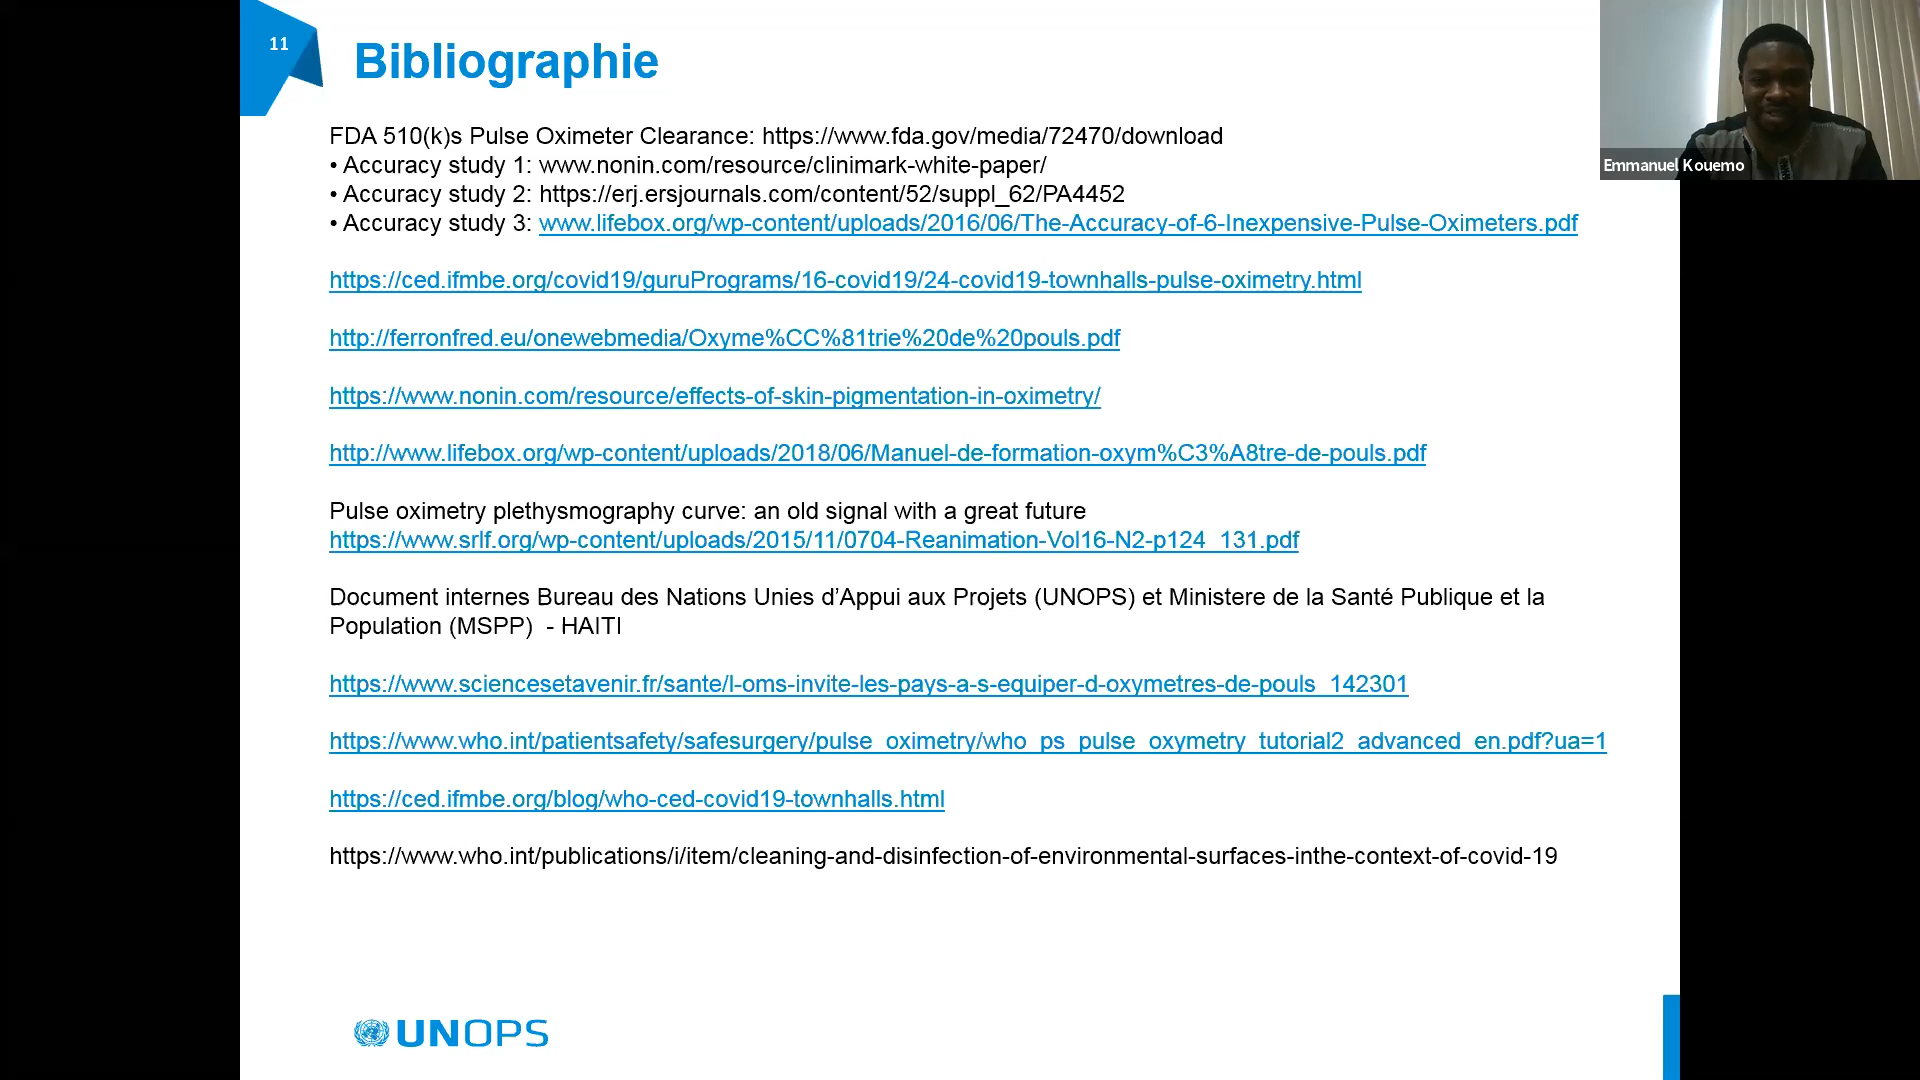 11
Bibliographie
Emmanuel Kouemo
FDA 510(k)s Pulse Oximeter Clearance: https://www.fda.gov/media/72470/download
• Accuracy study 1: www.nonin.com/resource/clinimark-white-paper/
• Accuracy study 2: https://erj.ersjournals.com/content/52/suppl_62/PA4452
• Accuracy study 3: www.lifebox.org/wp-content/uploads/2016/06/The-Accuracy-of-6-Inexpensive-Pulse-Oximeters.pdf
https://ced.ifmbe.org/covid19/guruPrograms/16-covid19/24-covid19-townhalls-pulse-oximetry.html
http://ferronfred.eu/onewebmedia/Oxyme%CC%81trie%20de%20pouls.pdf
https://www.nonin.com/resource/effects-of-skin-pigmentation-in-oximetry/
http://www.lifebox.org/wp-content/uploads/2018/06/Manuel-de-formation-oxym%C3%A8tre-de-pouls.pdf
Pulse oximetry plethysmography curve: an old signal with a great future
https://www.srlf.org/wp-content/uploads/2015/11/0704-Reanimation-Vol16-N2-p124_131.pdf
Document internes Bureau des Nations Unies d’Appui aux Projets (UNOPS) et Ministere de la Santé Publique et la
Population (MSPP)  - HAITI
https://www.sciencesetavenir.fr/sante/l-oms-invite-les-pays-a-s-equiper-d-oxymetres-de-pouls_142301
https://www.who.int/patientsafety/safesurgery/pulse_oximetry/who_ps_pulse_oxymetry_tutorial2_advanced_en.pdf?ua=1
https://ced.ifmbe.org/blog/who-ced-covid19-townhalls.html
https://www.who.int/publications/i/item/cleaning-and-disinfection-of-environmental-surfaces-inthe-context-of-covid-19
UNOPS